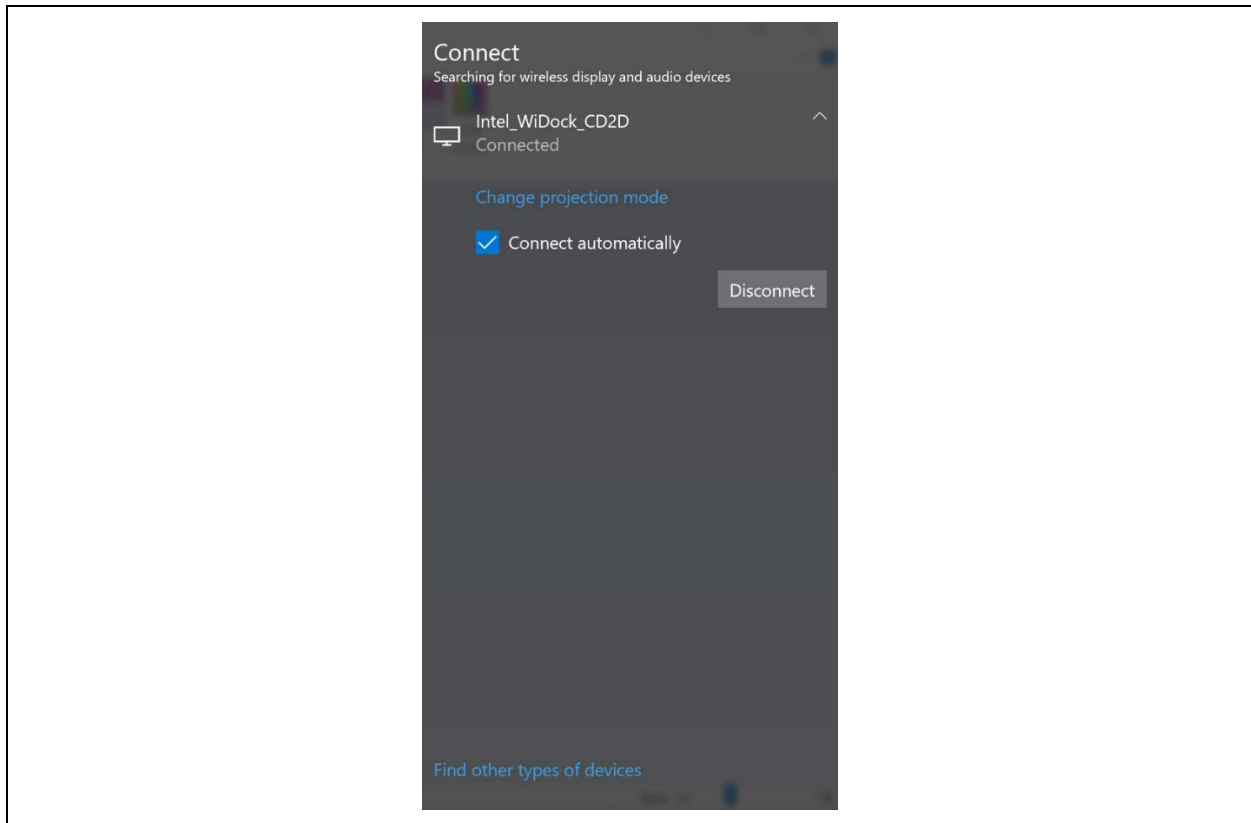 Connect
Searching for wireless display and audio devices
Intel_WiDock_CD2D
Connected
Change projection mode
Connect automatically
Disconnect
Find other types of devices